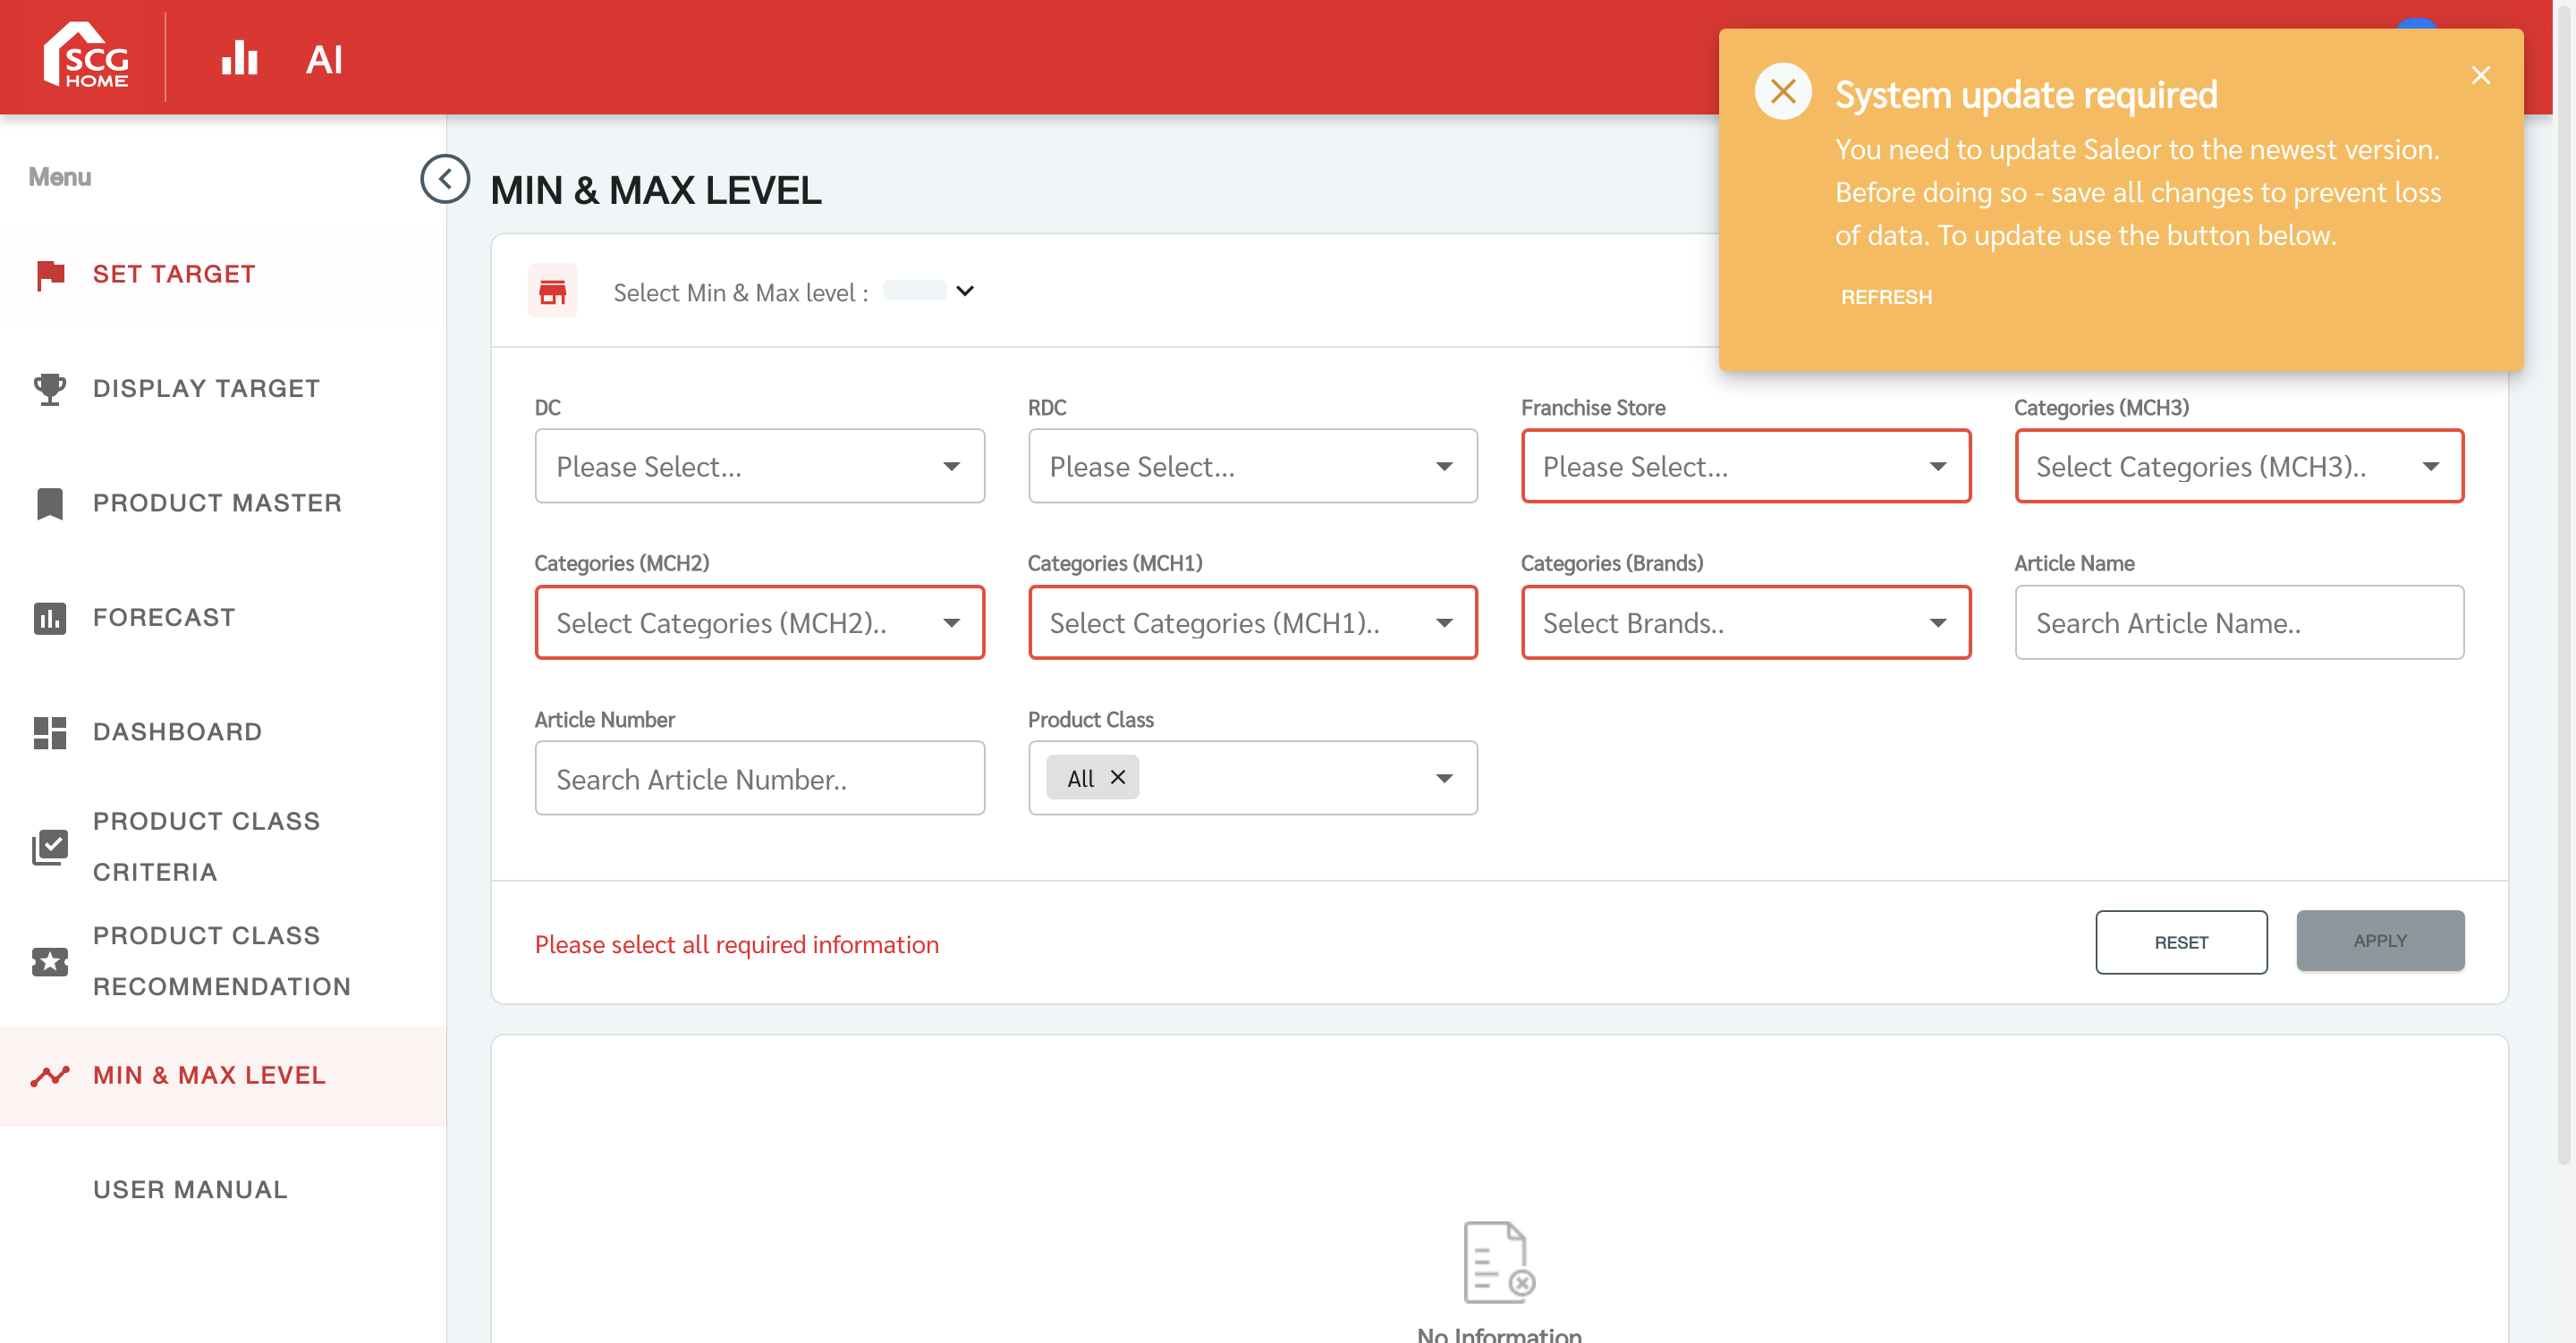 SCG
HOME
AI
System update required
You need to update Saleor to the newest version.
Before doing so - save all changes to prevent loss
of data. To update use the button below.
REFRESH
Menu
SET TARGET
DISPLAY TARGET
PRODUCT MASTER
FORECAST
DASHBOARD
PRODUCT CLASS
CRITERIA
PRODUCT CLASS
RECOMMENDATION
MIN & MAX LEVEL
USER MANUAL
MIN & MAX LEVEL
Select Min & Max level :
DC
Please Select...
RDC
Please Select...
Franchise Store
Please Select...
Categories (MCH3)
Select Categories (MCH3)..
Categories (MCH2)
Select Categories (MCH2)..
Categories (MCH1)
Select Categories (MCH1)..
Categories (Brands)
Select Brands..
Article Name
Search Article Name..
Article Number
Search Article Number..
Product Class
All
Please select all required information
RESET
APPLY
No Information